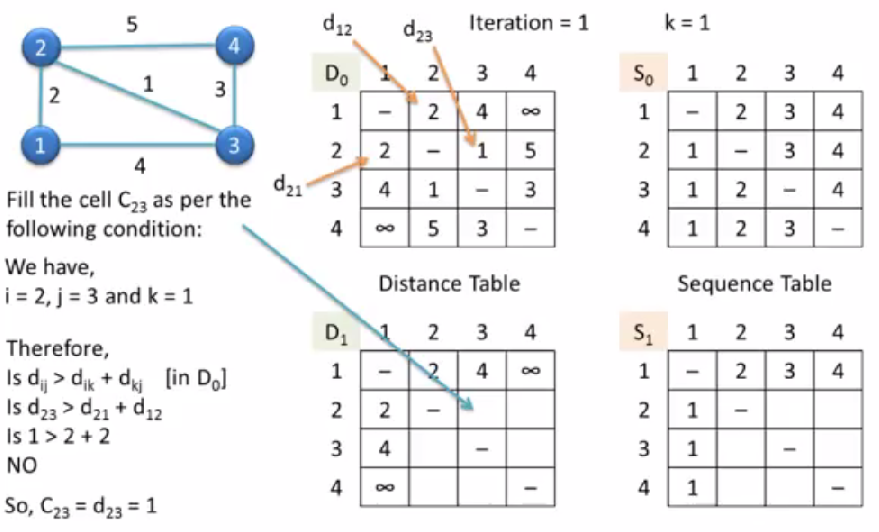 5
2
4
2
1
3
1
3
4
Fill the cell C23 as per the
following condition:
We have,
i = 2, j = 3 and k = 1
Therefore,
Is dij > dik + dkj [in D0]
Is d23 > d21 + d12
Is 1 > 2 + 2
NO
So, C23 = d23 = 1
d12
d23
d21
Iteration = 1
k = 1
D0 1 2 3 4
1 – 2 4 ∞
2 2 – 1 5
3 4 1 – 3
4 ∞ 5 3 –
Distance Table
S0 1 2 3 4
1 – 2 3 4
2 1 – 3 4
3 1 2 – 4
4 1 2 3 –
Sequence Table
D1 1 2 3 4
1 – 2 4 ∞
2 2 –
3 4 –
4 ∞ –
S1 1 2 3 4
1 – 2 3 4
2 1 –
3 1 –
4 1 –